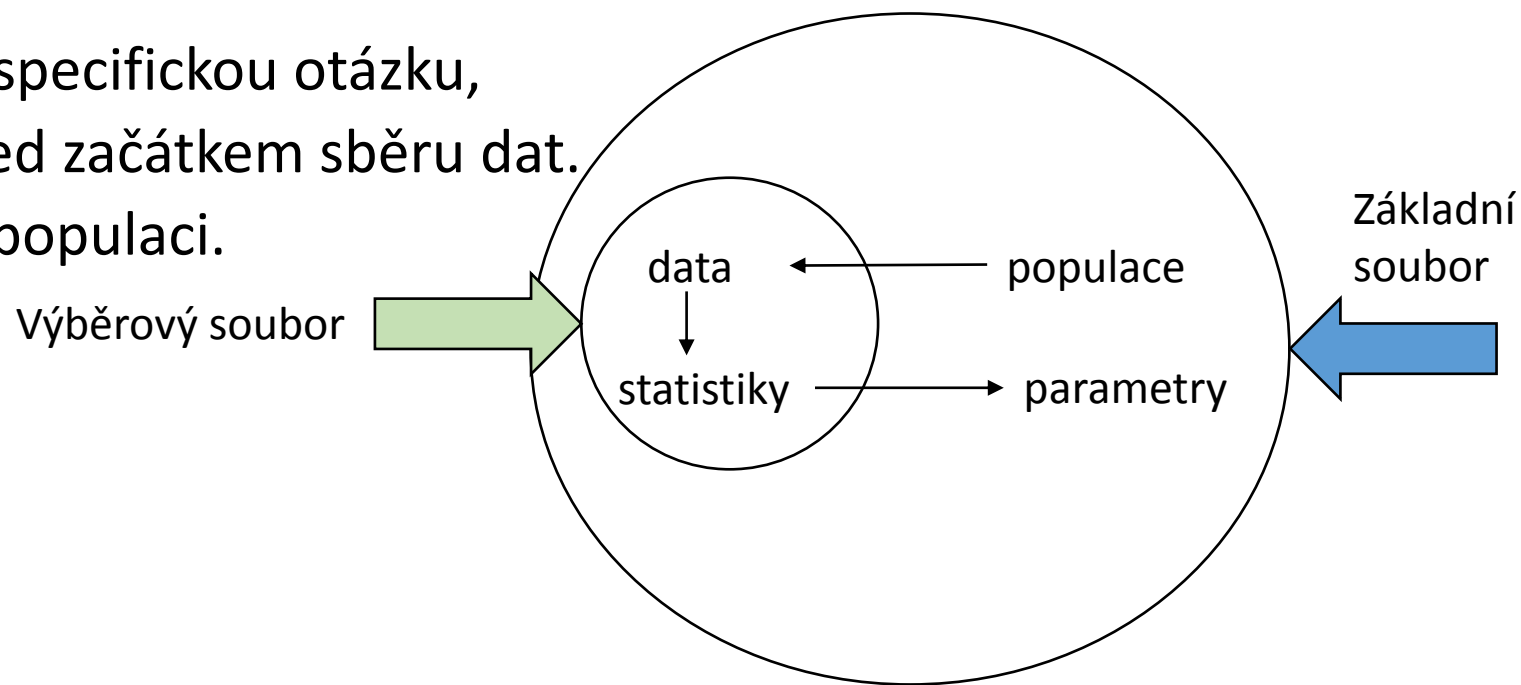 specifickou otázku,
ed začátkem sběru dat.
populaci.
Výběrový soubor
data
populace
statistiky
parametry
Základní
soubor